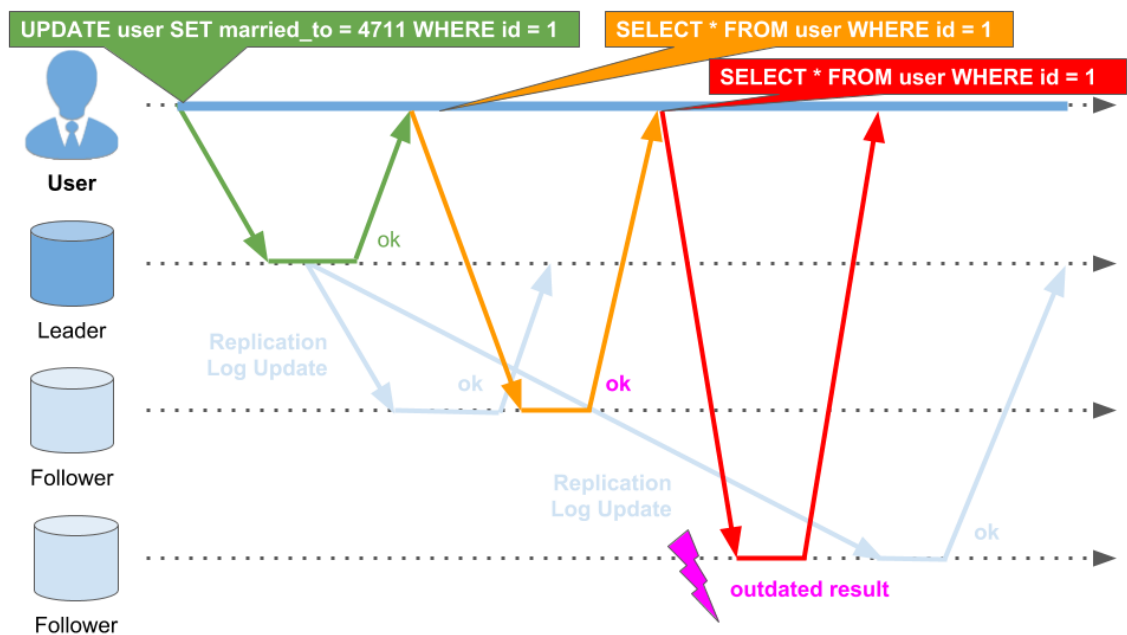 UPDATE user SET married_to = 4711 WHERE id = 1
SELECT * FROM user WHERE id = 1
SELECT * FROM user WHERE id = 1
User
ok
Leader
Replication
Log Update
ok
ok
Follower
Replication
Log Update
ok
outdated result
Follower